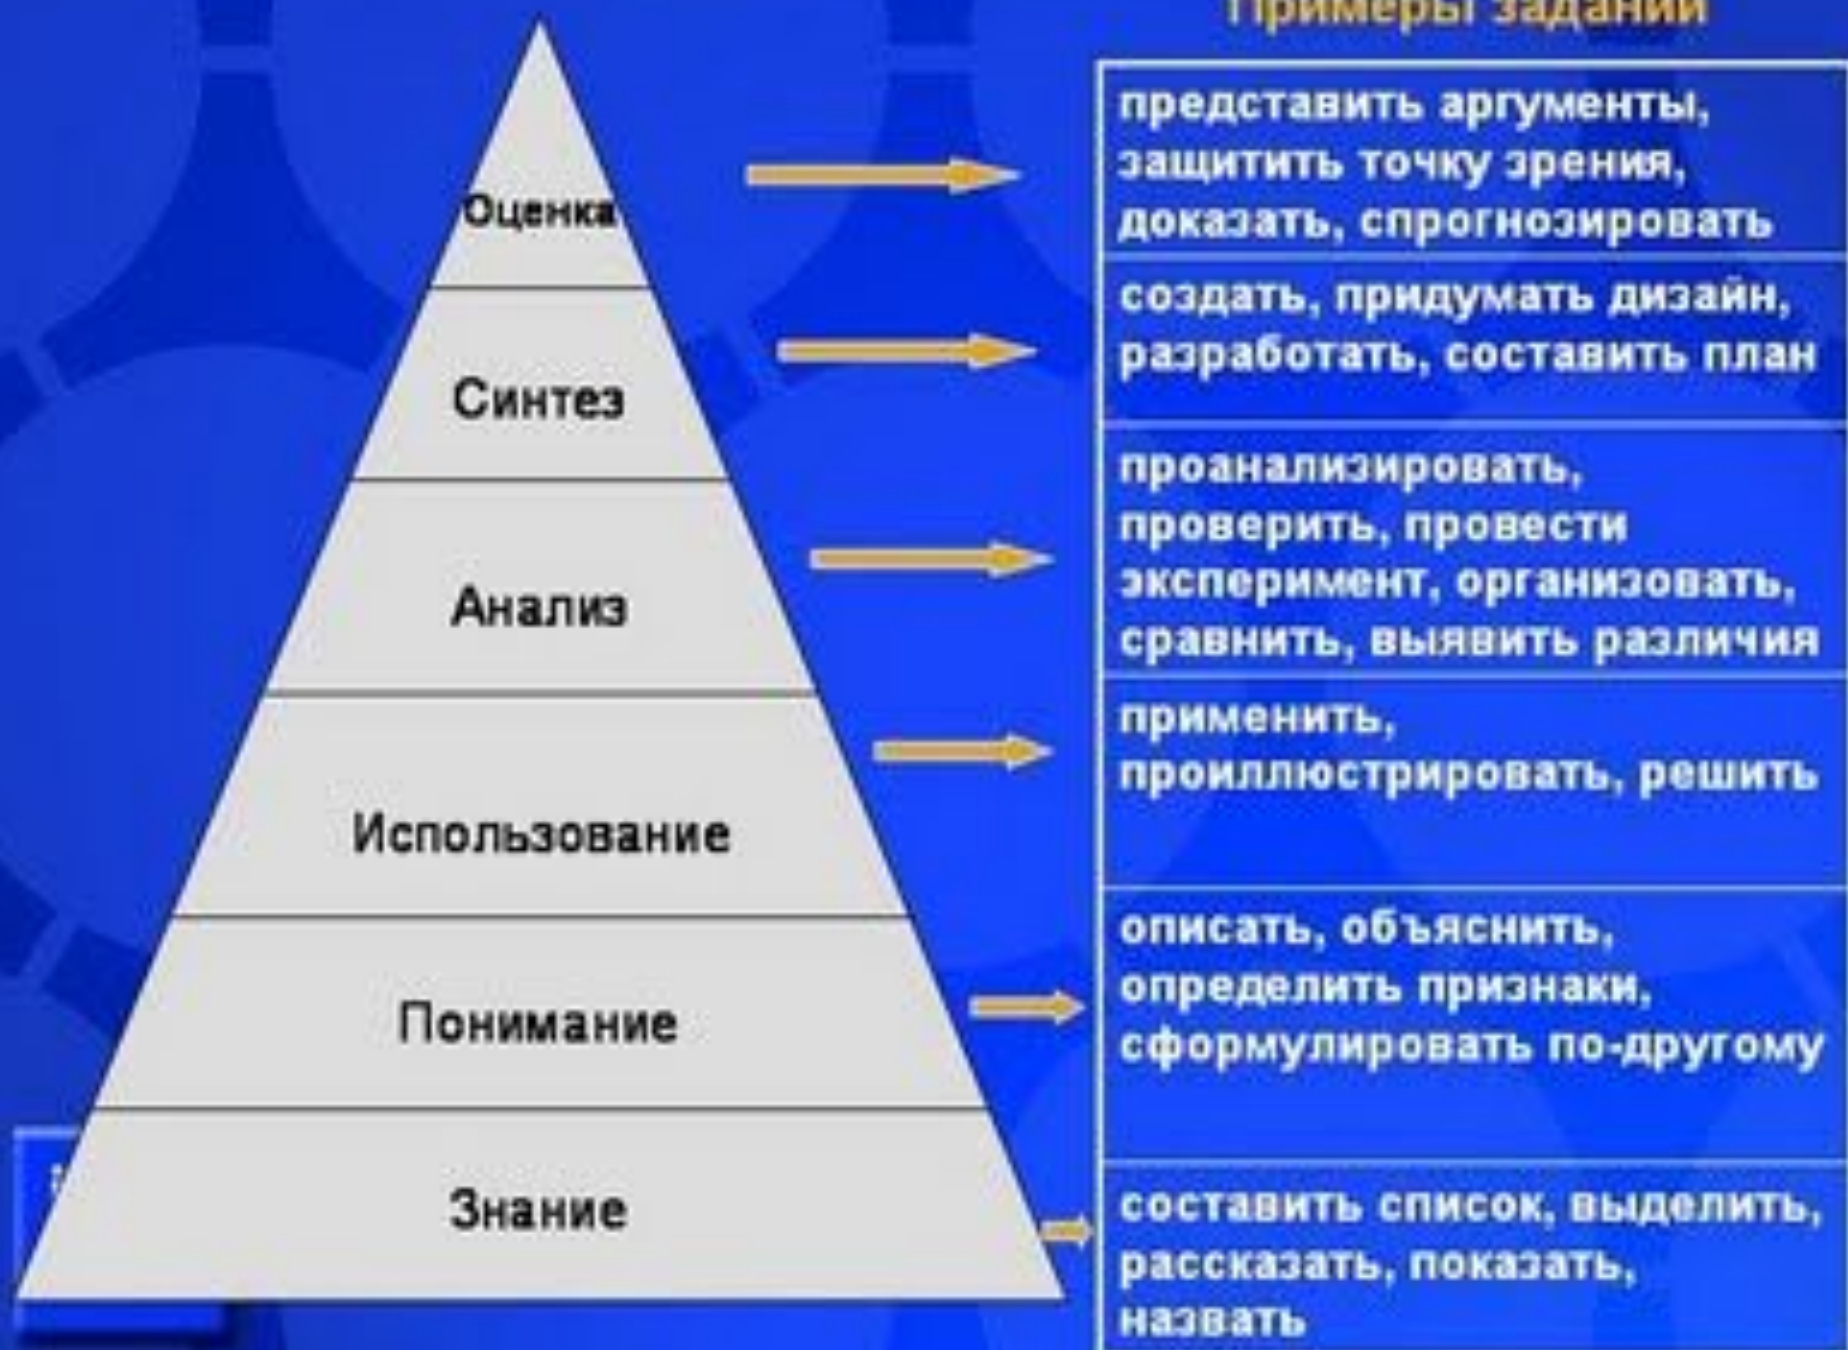 Примеры заданий
Оценка
Синтез
Анализ
Использование
Понимание
Знание
представить аргументы,
защитить точку зрения,
доказать, спрогнозировать
создать, придумать дизайн,
разработать, составить план
проанализировать,
проверить, провести
эксперимент, организовать,
сравнить, выявить различия
применить,
проиллюстрировать, решить
описать, объяснить,
определить признаки,
сформулировать по-другому
составить список, выделить,
рассказать, показать,
назвать